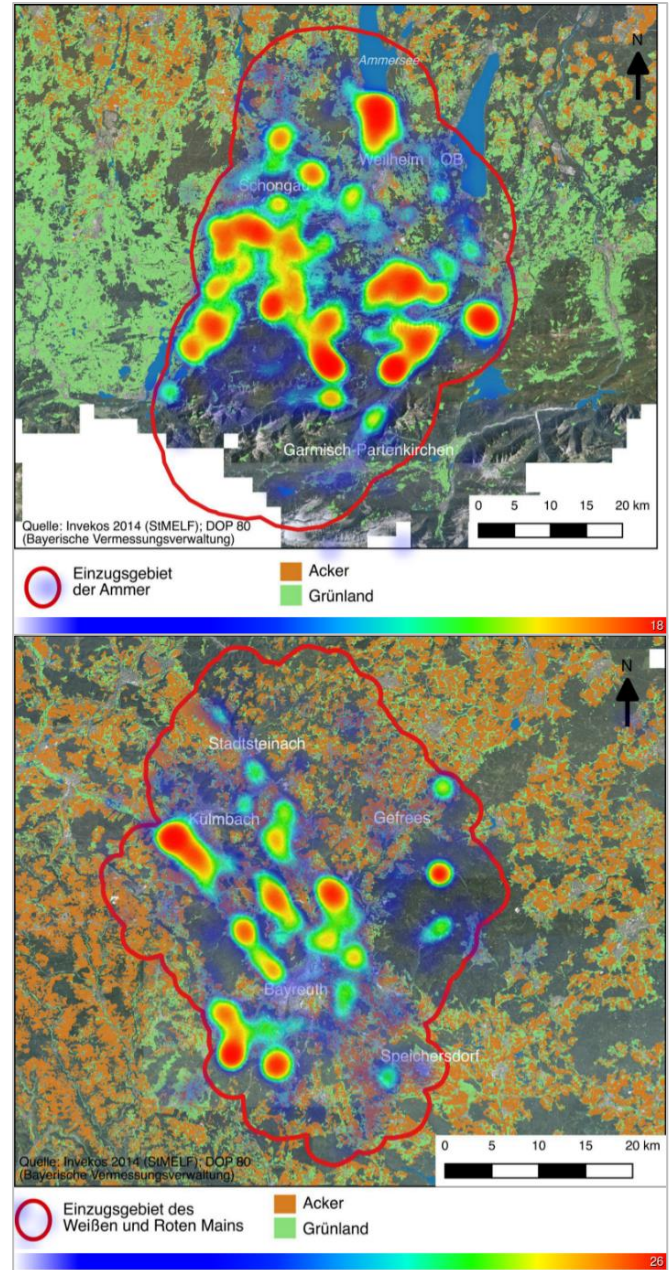 Ammersee
N
Weilheim i. OB.
Schongau
Garmisch-Partenkirchen
0 5 10 15 20 km
Quelle: Invekos 2014 (StMELF); DOP 80
(Bayerische Vermessungsverwaltung)
Einzugsgebiet
der Ammer
Acker
Grünland
18
N
Stadtsteinach
Kulmbach
Gefrees
Bayreuth
Speichersdorf
0 5 10 15 20 km
Quelle: Invekos 2014 (StMELF); DOP 80
(Bayerische Vermessungsverwaltung)
Einzugsgebiet des
Weißen und Roten Mains
Acker
Grünland
26